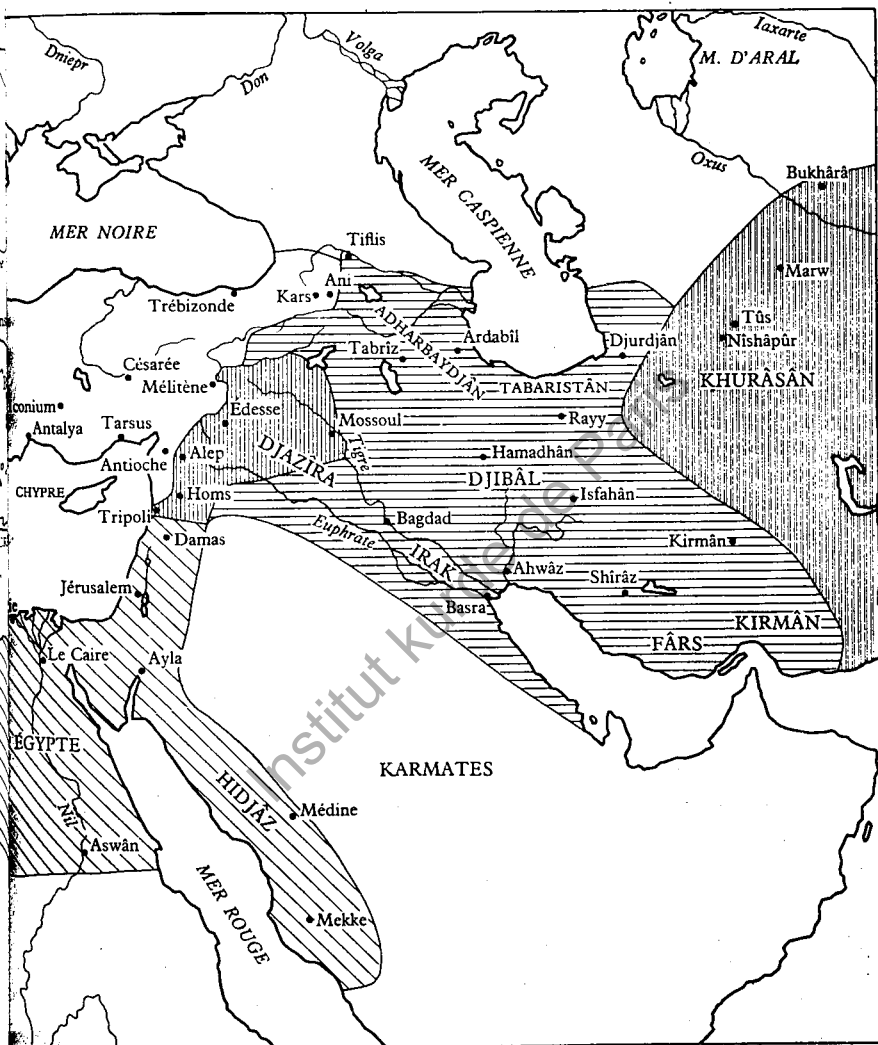 Iaxarte
Volga
Dniepr
M. D'ARAL
Don
Oxus
Bukhârâ
MER CASPIENNE
MER NOIRE
Tiflis
Marw
Ani
Kars
Trébizonde
ADHARBAYDJÂN
Tûs
Ardabîl
Djurdjân
Nîshâpûr
Tabrîz
Césarée
TABARISTÂN
KHURÂSÂN
Mélitène
Edesse
Iconium
Rayy
Mossoul
Antalya
Tarsus
Tigre
Alep
DJAZÎRA
Hamadhân
Antioche
DJIBÂL
CHYPRE
Homs
Isfahân
Tripoli
Bagdad
Euphrate
Damas
Kirmân
IRAK
Ahwâz
Shîrâz
Jérusalem
Basra
KIRMÂN
FÂRS
Le Caire
Ayla
ÉGYPTE
KARMATES
HIDJÂZ
Médine
Nil
Aswân
MER ROUGE
Mekke
Institut kurde de Paris